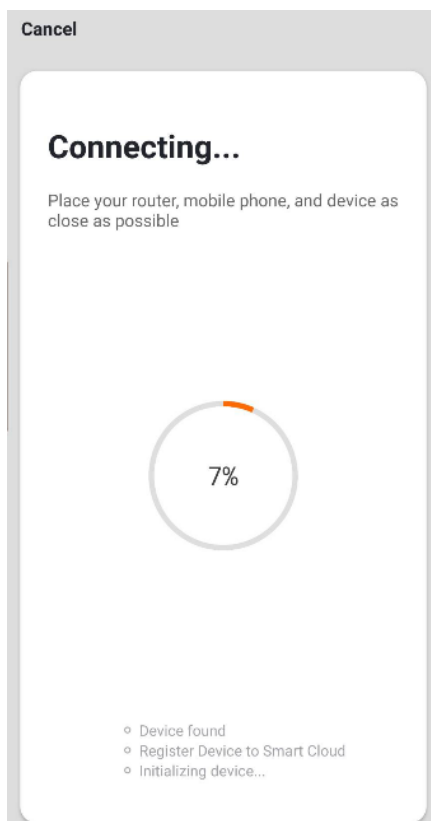 Cancel
Connecting...
Place your router, mobile phone, and device as
close as possible
7%
Device found
Register Device to Smart Cloud
Initializing device...